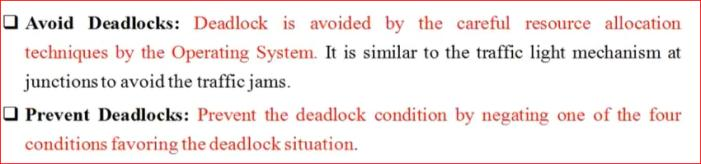 ❑ Avoid Deadlocks: Deadlock is avoided by the careful resource allocation
techniques by the Operating System. It is similar to the traffic light mechanism at
junctions to avoid the traffic jams.
❑ Prevent Deadlocks: Prevent the deadlock condition by negating one of the four
conditions favoring the deadlock situation.